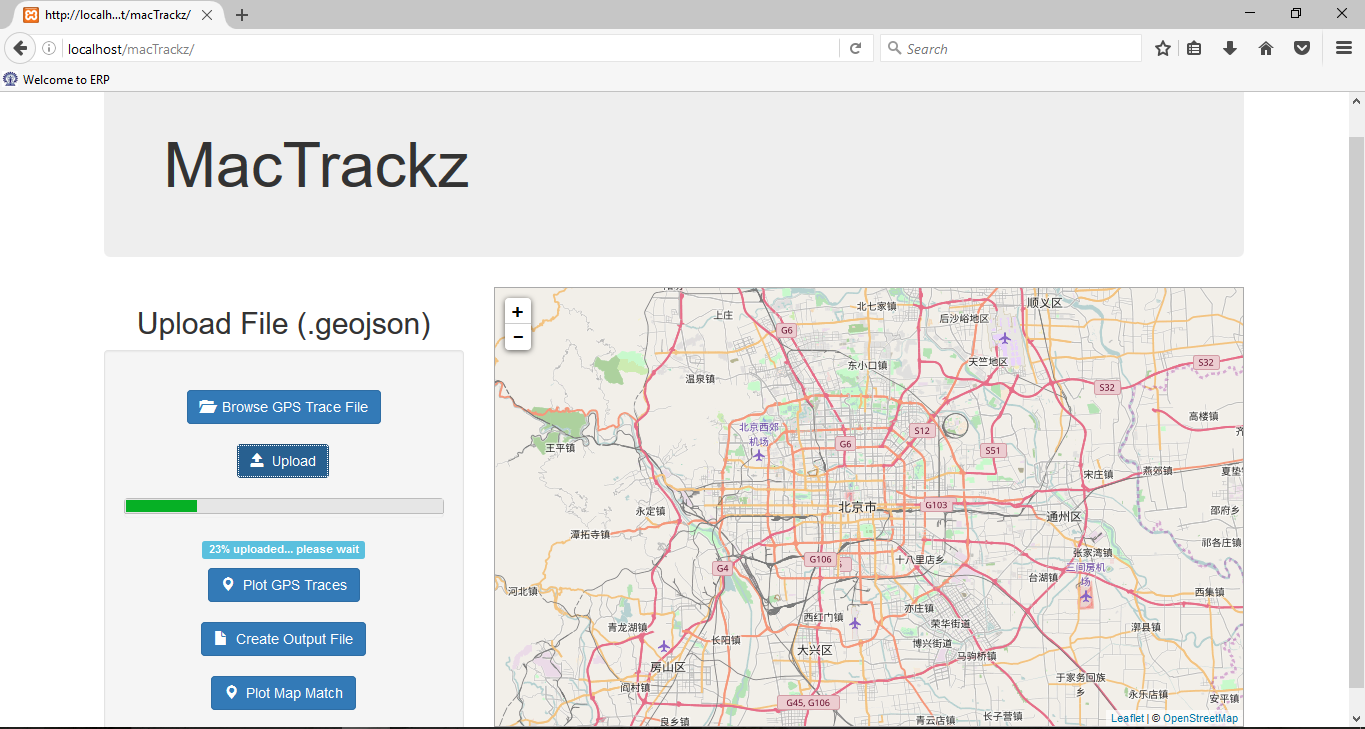 http://localh...t/macTrackz/
localhost/macTrackz/
Search
Welcome to ERP
MacTrackz
Upload File (.geojson)
Browse GPS Trace File
Upload
23% uploaded... please wait
Plot GPS Traces
Create Output File
Plot Map Match
+
−
上庄
北七家镇
顺义区
后沙峪地区
G6
天竺地区
东小口镇
S32
温泉镇
S32
高楼镇
北京西郊
机场
王平镇
G6
S12
S51
宋庄镇
燕郊镇
夏垫
永定镇
北京市
G103
通州区
邵府乡
潭柘寺镇
祁各庄镇
张家湾镇
G106
十八里店乡
三间房机
场
G4
台湖镇
河北镇
西集镇
亦庄镇
青龙湖镇
西红门镇
荣华街道
漷县镇
长阳镇
博兴街道
大兴区
马驹桥镇
房山区
于家务回族
乡
阎村镇
永乐店镇
安平镇
G45, G106
良乡
青云店镇
长子营镇
Leaflet | © OpenStreetMap